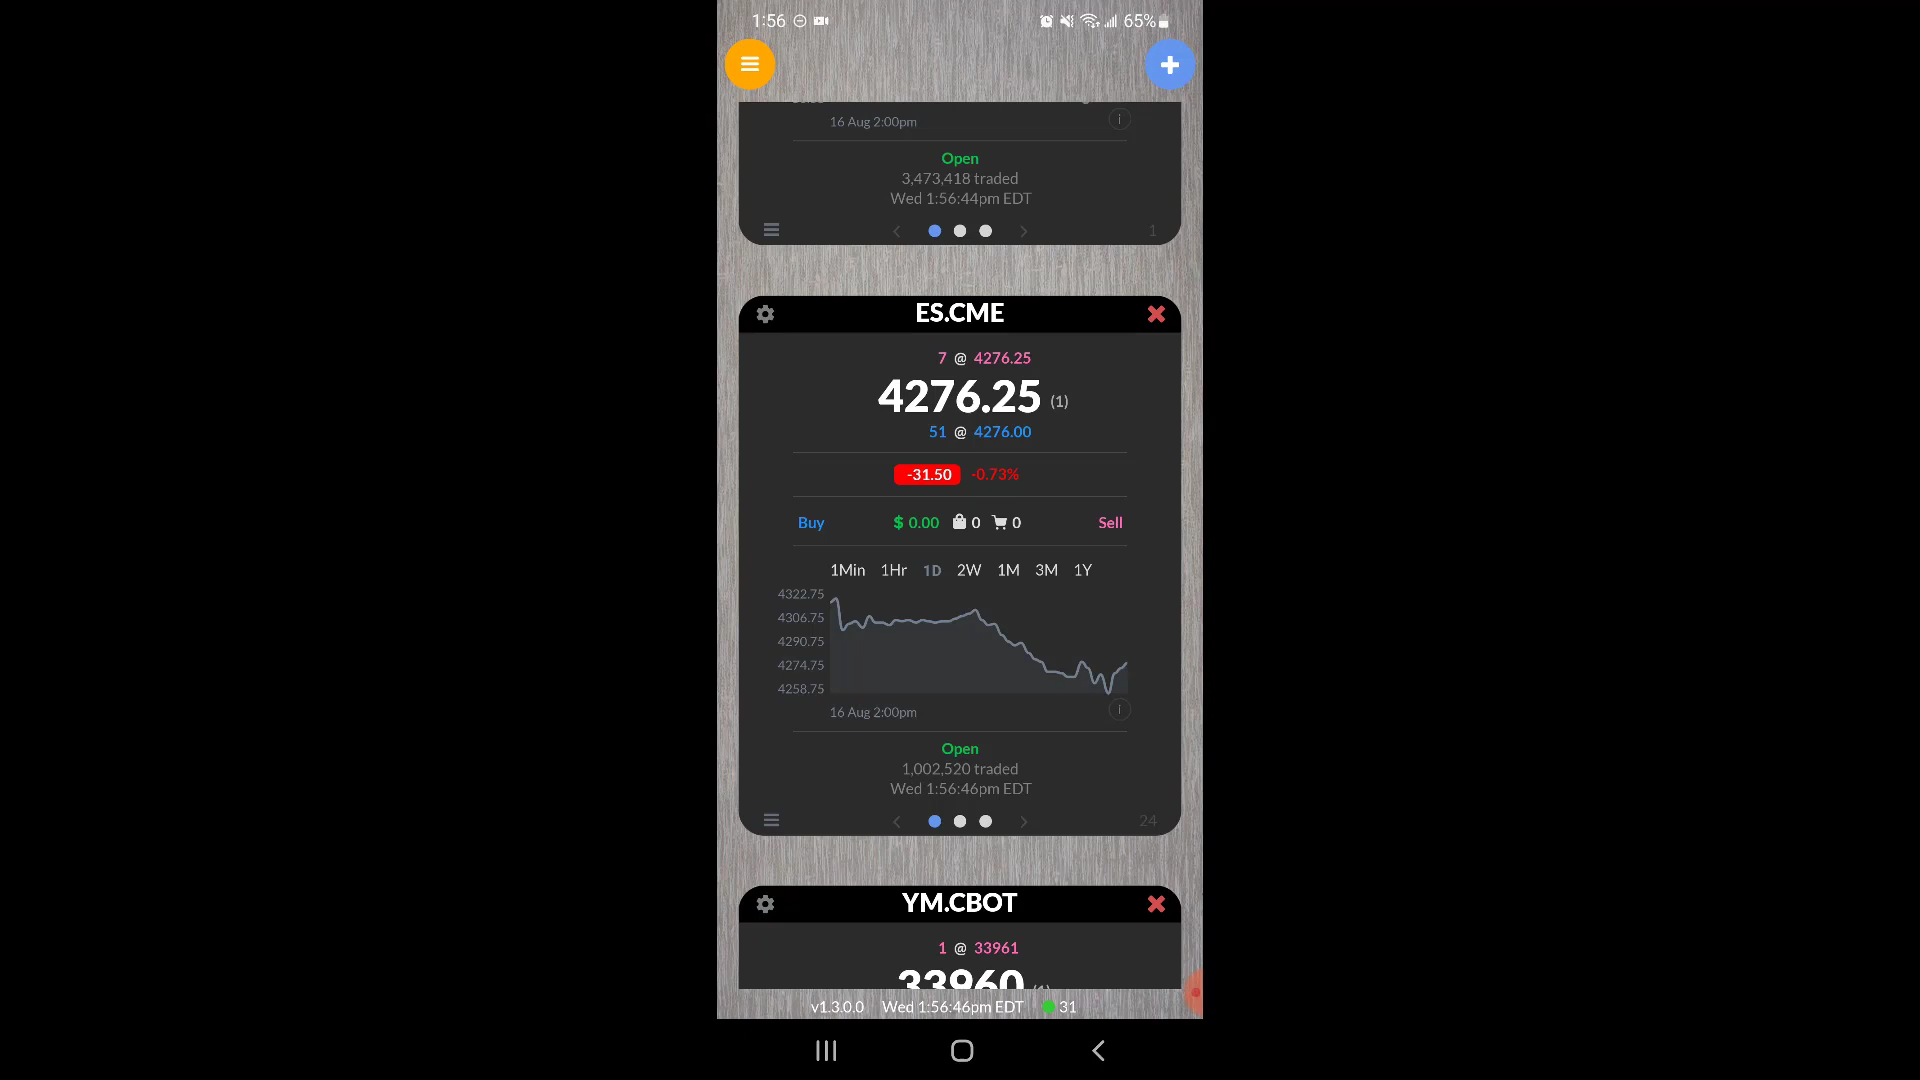 1:56 65%
16 Aug 2:00pm
i
Open
3,473,418 traded
Wed 1:56:44pm EDT
1
ES.CME
7 @ 4276.25
4276.25 (1)
51 @ 4276.00
-31.50 -0.73%
Buy $ 0.00 0 0 Sell
1Min 1Hr 1D 2W 1M 3M 1Y
4322.75
4306.75
4290.75
4274.75
4258.75
16 Aug 2:00pm
i
Open
1,002,520 traded
Wed 1:56:46pm EDT
24
YM.CBOT
1 @ 33961
33960 (1)
v1.3.0.0 Wed 1:56:46pm EDT 31